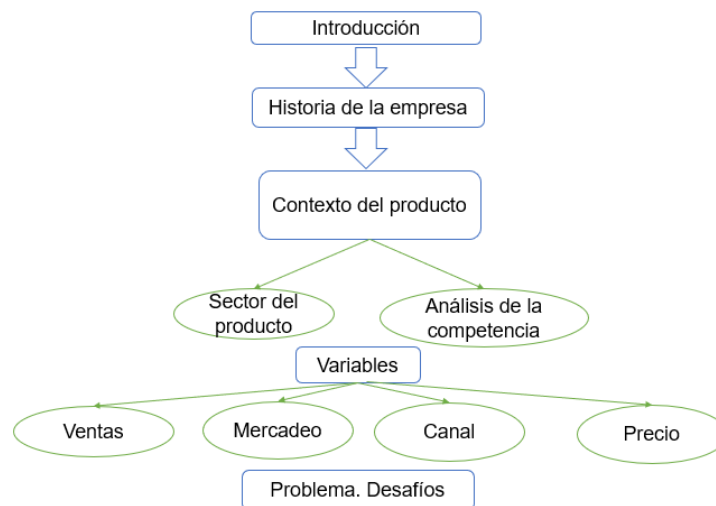 Introducción
Historia de la empresa
Contexto del producto
Sector del
producto
Análisis de la
competencia
Variables
Ventas
Mercadeo
Canal
Precio
Problema. Desafíos